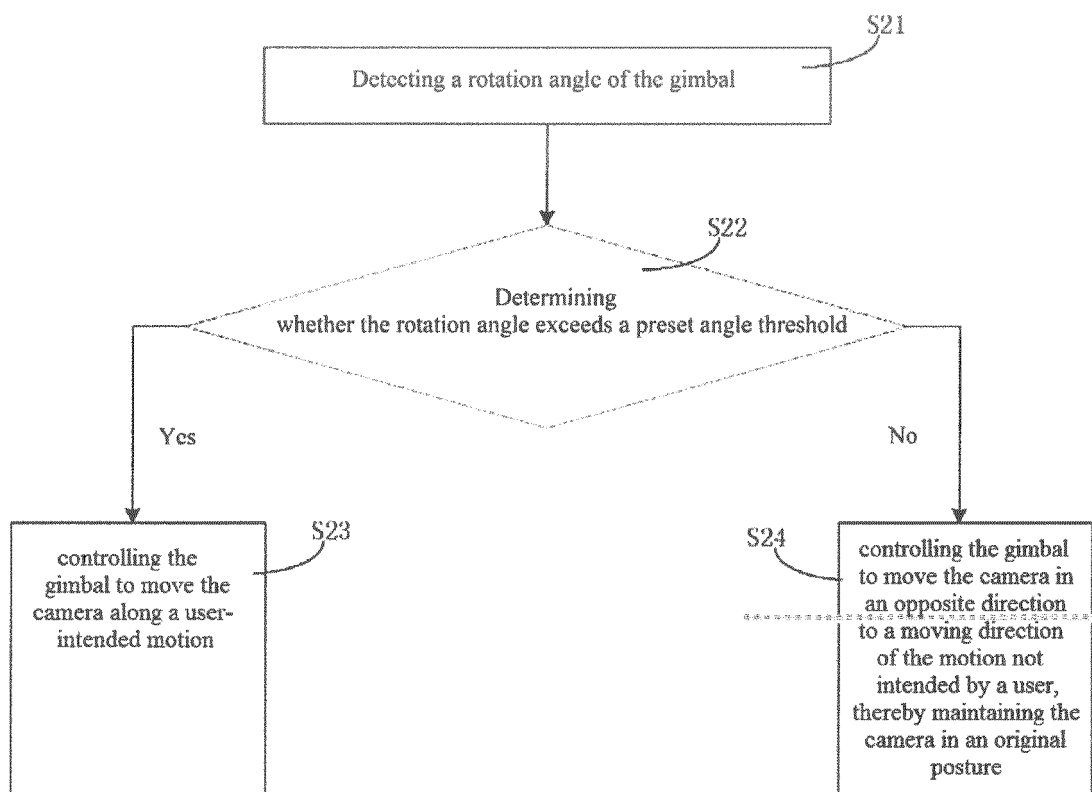 S21
Detecting a rotation angle of the gimbal
S22
Determining
whether the rotation angle exceeds a preset angle threshold
Yes
No
S23
controlling the
gimbal to move the
camera along a user-
intended motion
S24
controlling the gimbal
to move the camera in
an opposite direction
to a moving direction
of the motion not
intended by a user,
thereby maintaining the
camera in an original
posture